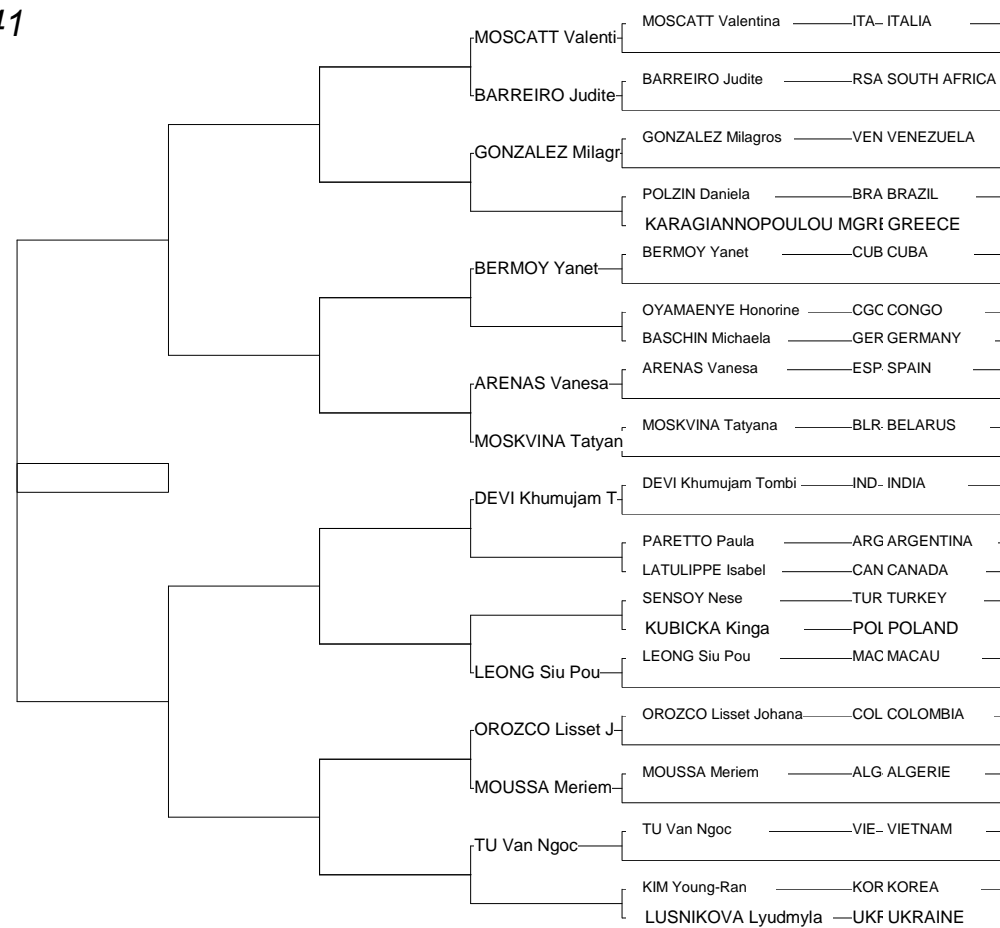 41
MOSCATT Valenti
BARREIRO Judite
GONZALEZ Milagr
BERMOY Yanet
ARENAS Vanesa
MOSKVINA Tatyan
DEVI Khumujam T
LEONG Siu Pou
OROZCO Lisset J
MOUSSA Meriem
TU Van Ngoc
MOSCATT Valentina ITA ITALIA
BARREIRO Judite RSA SOUTH AFRICA
GONZALEZ Milagros VEN VENEZUELA
POLZIN Daniela BRA BRAZIL
KARAGIANNOPOULOU M GRE GREECE
BERMOY Yanet CUB CUBA
OYAMAENYE Honorine CGO CONGO
BASCHIN Michaela GER GERMANY
ARENAS Vanesa ESP SPAIN
MOSKVINA Tatyana BLR BELARUS
DEVI Khumujam Tombi IND INDIA
PARETTO Paula ARG ARGENTINA
LATULIPPE Isabel CAN CANADA
SENSOY Nese TUR TURKEY
KUBICKA Kinga POL POLAND
LEONG Siu Pou MAC MACAU
OROZCO Lisset Johana COL COLOMBIA
MOUSSA Meriem ALG ALGERIE
TU Van Ngoc VIE VIETNAM
KIM Young-Ran KOR KOREA
LUSNIKOVA Lyudmyla UKR UKRAINE